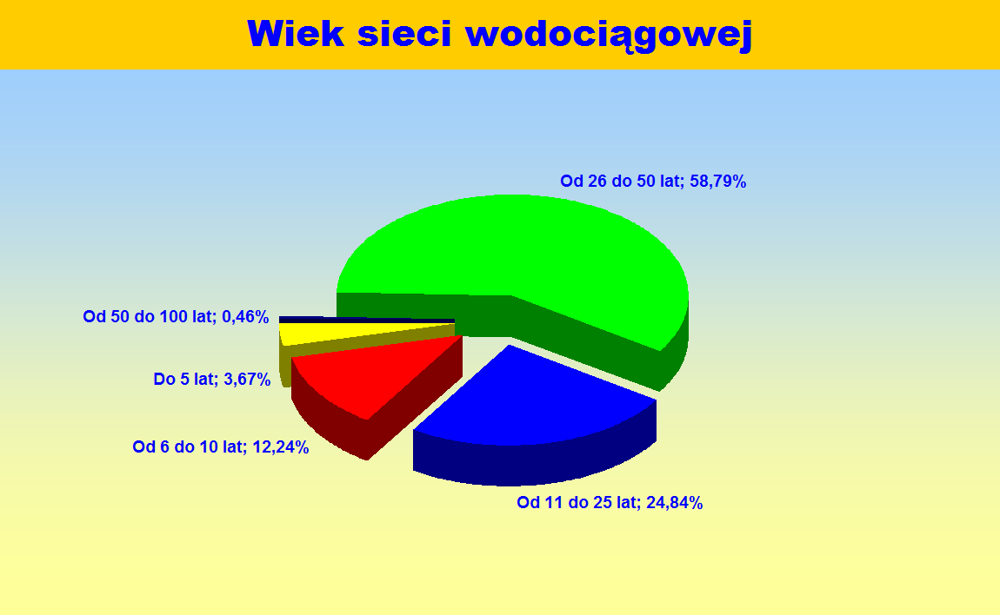 Wiek sieci wodociągowej
Od 26 do 50 lat; 58,79%
Od 50 do 100 lat; 0,46%
Do 5 lat; 3,67%
Od 6 do 10 lat; 12,24%
Od 11 do 25 lat; 24,84%